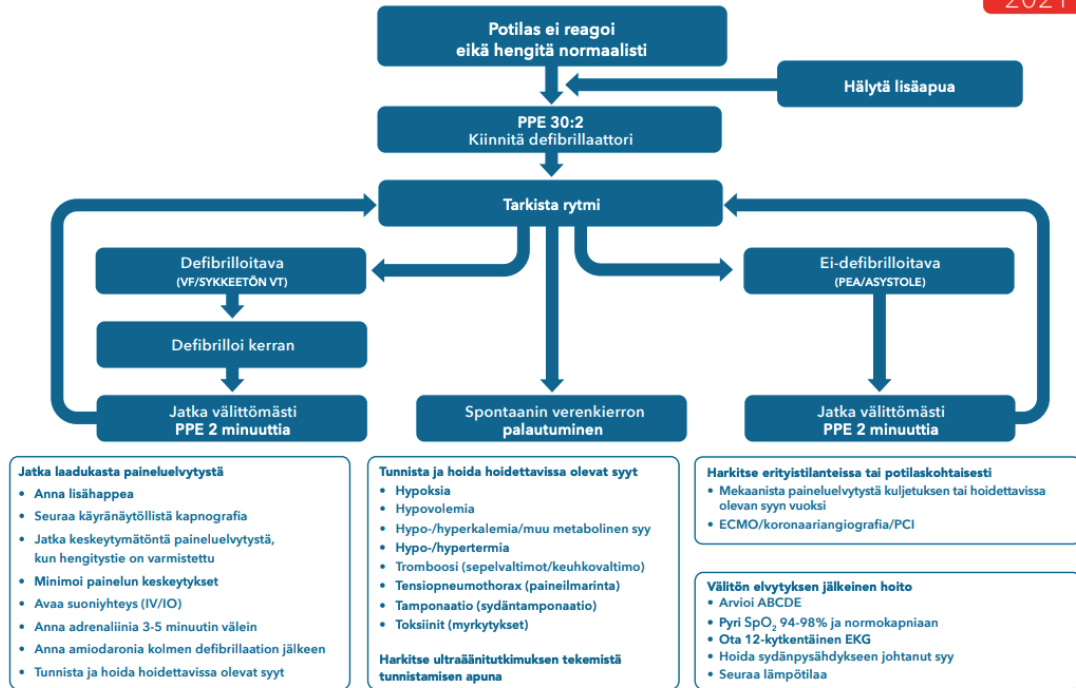 2021
Potilas ei reagoi
eikä hengitä normaalisti
Hälytä lisäapua
PPE 30:2
Kiinnitä defibrillaattori
Tarkista rytmi
Defibrilloitava
(VF/SYKKEETÖN VT)
Ei-defibrilloitava
(PEA/ASYSTOLE)
Defibrilloi kerran
Jatka välittömästi
PPE 2 minuuttia
Spontaanin verenkierron
palautuminen
Jatka välittömästi
PPE 2 minuuttia
Jatka laadukasta paineluelvytystä
• Anna lisähappea
• Seuraa käyränäytöllistä kapnografia
• Jatka keskeytymätöntä paineluelvytystä,
kun hengitystie on varmistettu
• Minimoi painelun keskeytykset
• Avaa suoniyhteys (IV/IO)
• Anna adrenaliinia 3-5 minuutin välein
• Anna amiodaronia kolmen defibrillaation jälkeen
• Tunnista ja hoida hoidettavissa olevat syyt
Tunnista ja hoida hoidettavissa olevat syyt
• Hypoksia
• Hypovolemia
• Hypo-/hyperkalemia/muu metabolinen syy
• Hypo-/hypertermia
• Tromboosi (sepelvaltimot/keuhkovaltimo)
• Tensiopneumothorax (paineilmarinta)
• Tamponaatio (sydäntamponaatio)
• Toksiinit (myrkytykset)
Harkitse ultraäänitutkimuksen tekemistä
tunnistamisen apuna
Harkitse erityistilanteissa tai potilaskohtaisesti
• Mekaanista paineluelvytystä kuljetuksen tai hoidettavissa
olevan syyn vuoksi
• ECMO/koronaariangiografia/PCI
Välitön elvytyksen jälkeinen hoito
• Arvioi ABCDE
• Pyri SpO₂ 94-98% ja normokapniaan
• Ota 12-kytkentäinen EKG
• Hoida sydänpysähdykseen johtanut syy
• Seuraa lämpötilaa